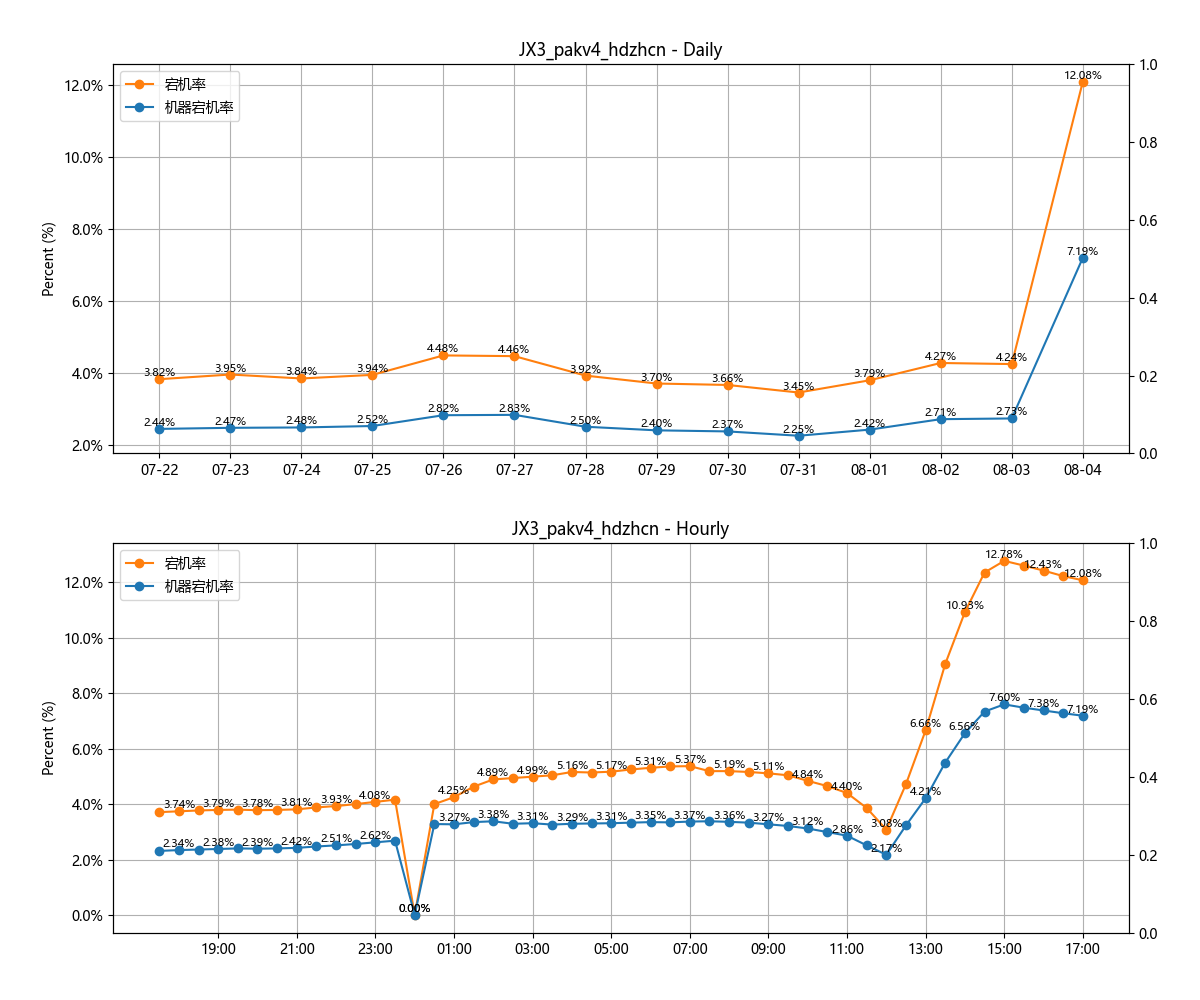 JX3_pakv4_hdzhcn - Daily
宕机率
机器宕机率
Percent (%)
12.0%
10.0%
8.0%
6.0%
4.0%
2.0%
1.0
0.8
0.6
0.4
0.2
0.0
3.82% 3.95% 3.84% 3.94% 4.48% 4.46% 3.92% 3.70% 3.66% 3.45% 3.79% 4.27% 4.24% 12.08%
2.44% 2.47% 2.48% 2.52% 2.82% 2.83% 2.50% 2.40% 2.37% 2.25% 2.42% 2.71% 2.73% 7.19%
07-22 07-23 07-24 07-25 07-26 07-27 07-28 07-29 07-30 07-31 08-01 08-02 08-03 08-04
JX3_pakv4_hdzhcn - Hourly
宕机率
机器宕机率
Percent (%)
12.0%
10.0%
8.0%
6.0%
4.0%
2.0%
0.0%
1.0
0.8
0.6
0.4
0.2
0.0
3.74% 3.79% 3.78% 3.81% 3.93% 4.08% 0.00% 4.25% 4.89% 4.99% 5.16% 5.17% 5.31% 5.37% 5.19% 5.11% 4.84% 4.40% 3.08% 6.66% 10.93% 12.78% 12.43% 12.08%
2.34% 2.38% 2.39% 2.42% 2.51% 2.62% 0.00% 3.27% 3.38% 3.31% 3.29% 3.31% 3.35% 3.37% 3.36% 3.27% 3.12% 2.86% 2.17% 4.21% 6.56% 7.60% 7.38% 7.19%
19:00 21:00 23:00 01:00 03:00 05:00 07:00 09:00 11:00 13:00 15:00 17:00